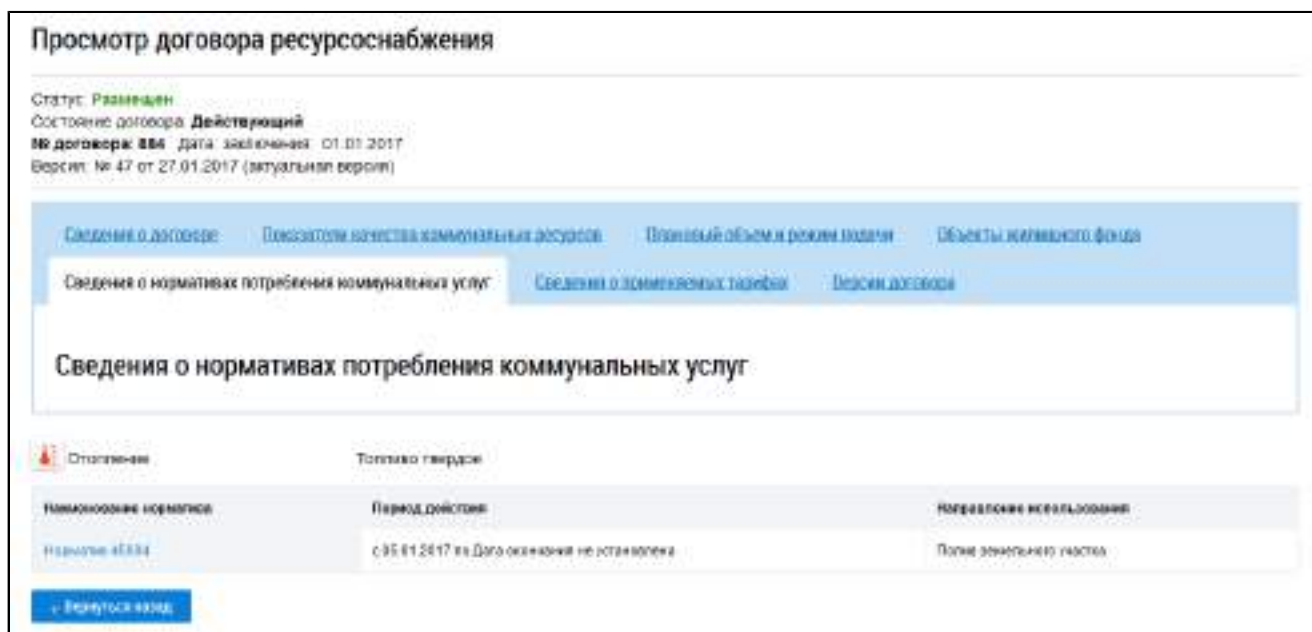 Просмотр договора ресурсоснабжения
Статус: Размещен
Состояние договора: Действующий
№ договора: 884 Дата заключения: 01.01.2017
Версия: № 47 от 27.01.2017 (актуальная версия)
Сведения о договоре Показатели качества коммунальных ресурсов Плановый объем и режим подачи Объекты жилищного фонда
Сведения о нормативах потребления коммунальных услуг Сведения о применяемых тарифах Версии договора
Сведения о нормативах потребления коммунальных услуг
Отопление Топливо твердое
Наименование норматива Период действия Направление использования
Норматив с 05.01.2017 по Дата окончания не установлена Полив земельного участка
← Вернуться назад